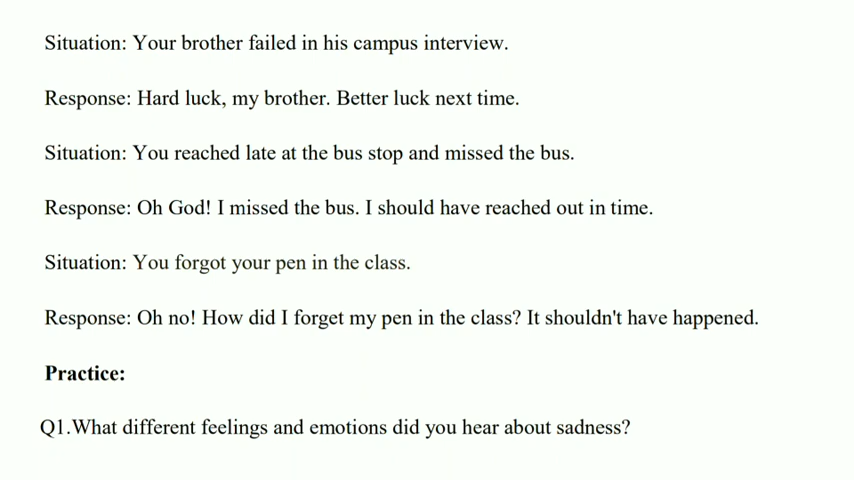 Situation: Your brother failed in his campus interview.
Response: Hard luck, my brother. Better luck next time.
Situation: You reached late at the bus stop and missed the bus.
Response: Oh God! I missed the bus. I should have reached out in time.
Situation: You forgot your pen in the class.
Response: Oh no! How did I forget my pen in the class? It shouldn't have happened.
Practice:
Q1.What different feelings and emotions did you hear about sadness?